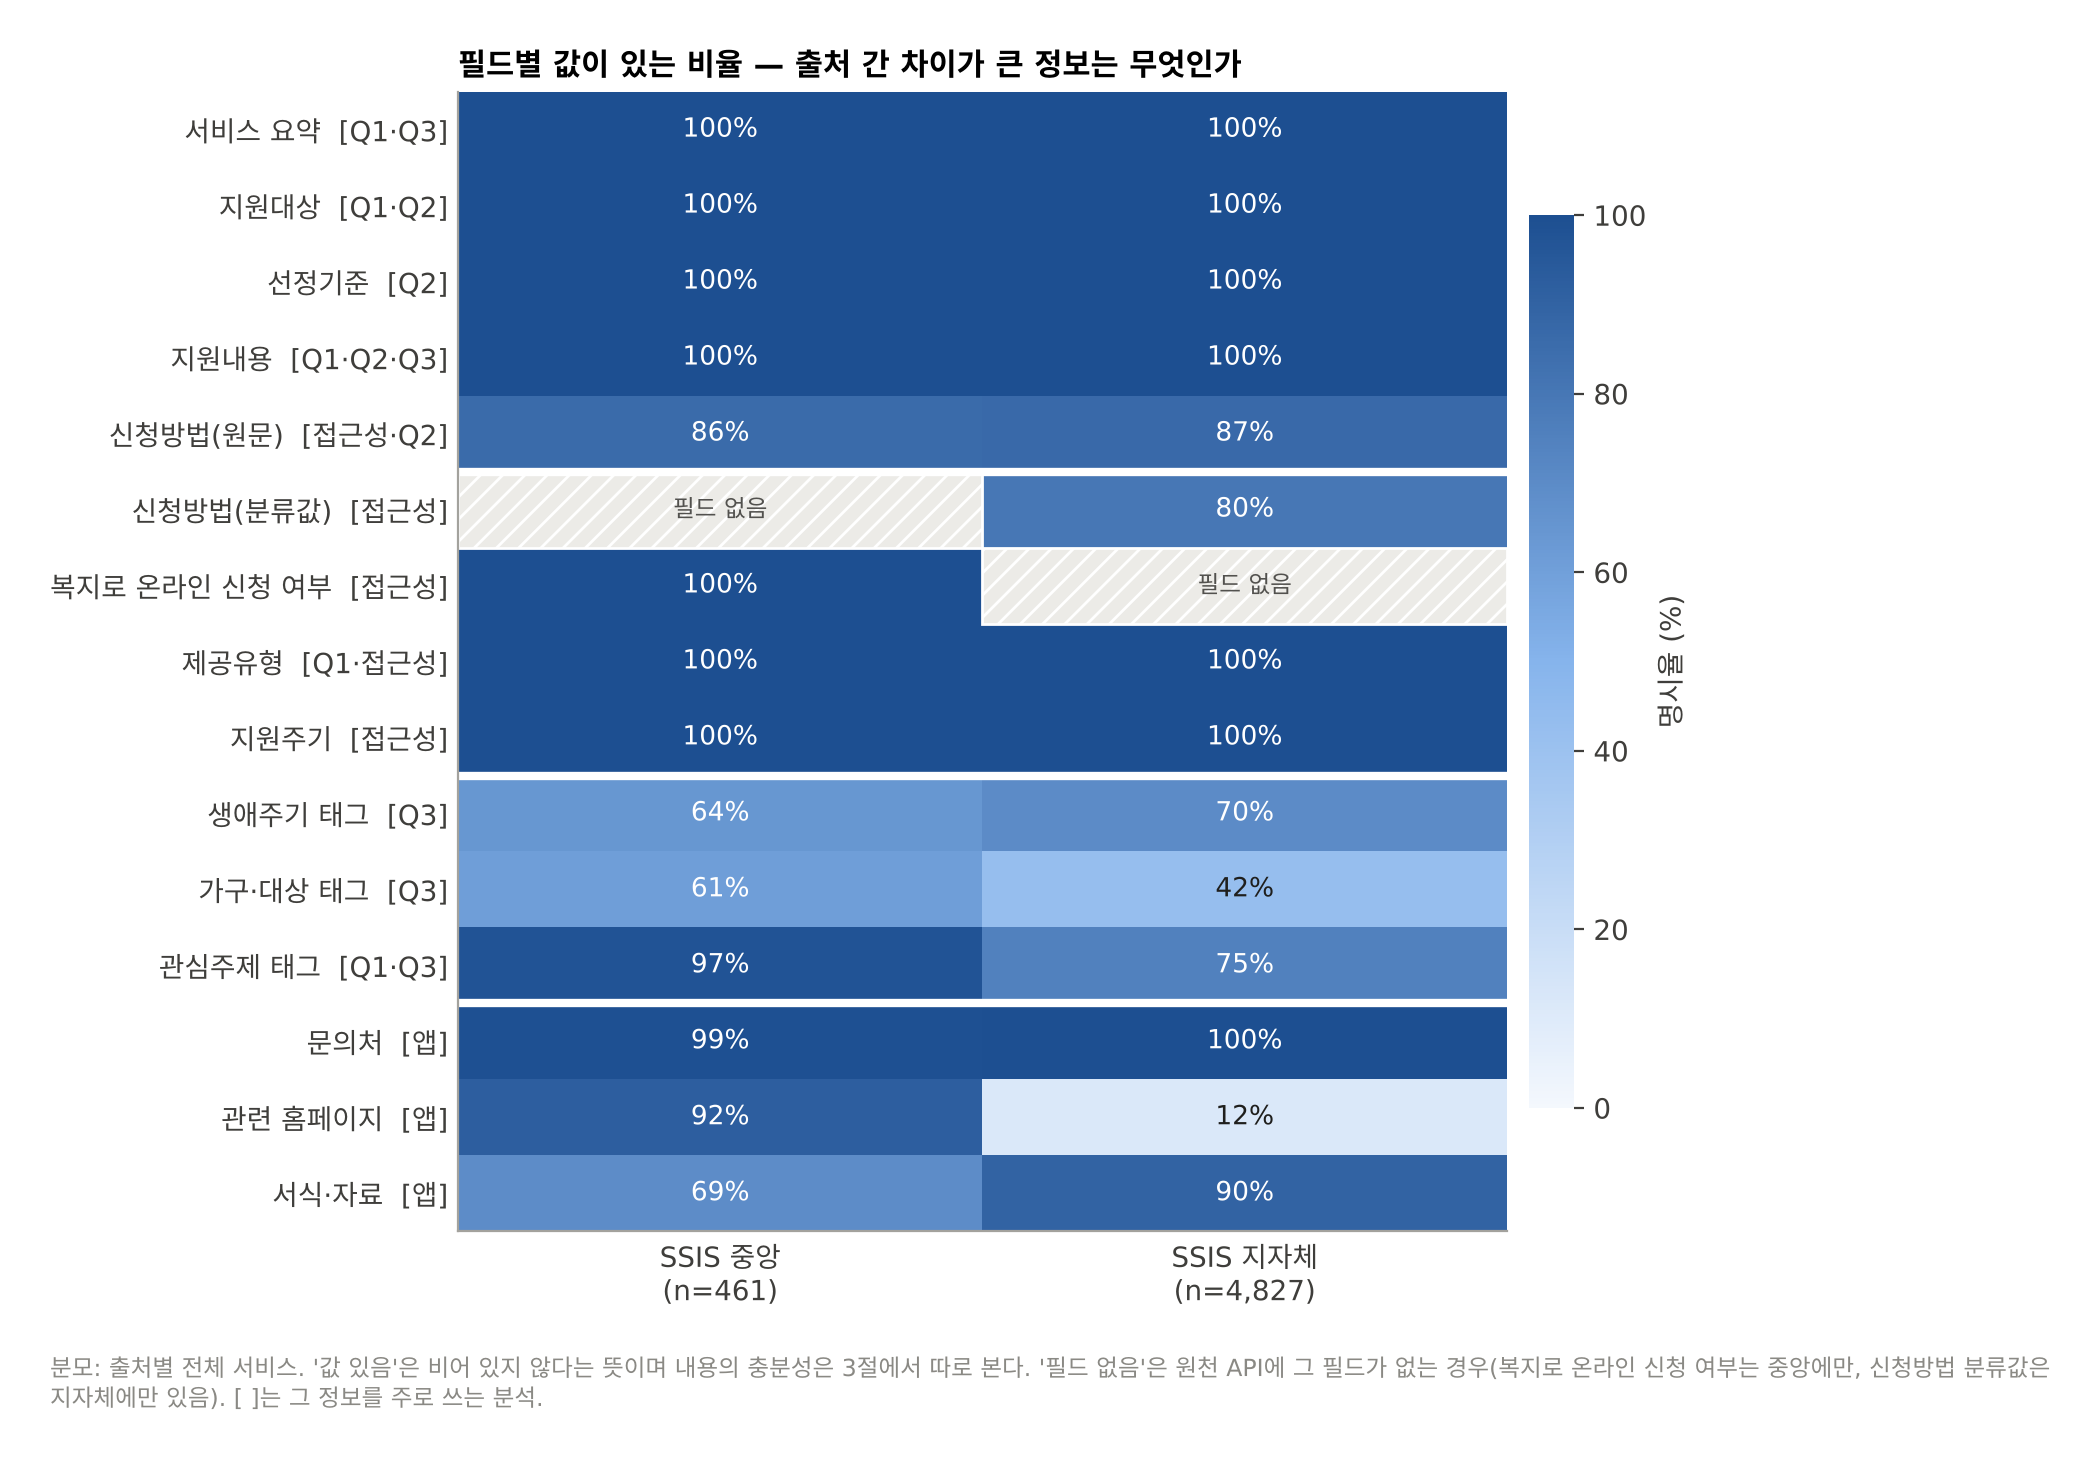 필드별 값이 있는 비율 — 출처 간 차이가 큰 정보는 무엇인가
서비스 요약 [Q1·Q3] 100% 100%
지원대상 [Q1·Q2] 100% 100%
선정기준 [Q2] 100% 100%
지원내용 [Q1·Q2·Q3] 100% 100%
신청방법(원문) [접근성·Q2] 86% 87%
신청방법(분류값) [접근성] 필드 없음 80%
복지로 온라인 신청 여부 [접근성] 100% 필드 없음
제공유형 [Q1·접근성] 100% 100%
지원주기 [접근성] 100% 100%
생애주기 태그 [Q3] 64% 70%
가구·대상 태그 [Q3] 61% 42%
관심주제 태그 [Q1·Q3] 97% 75%
문의처 [앱] 99% 100%
관련 홈페이지 [앱] 92% 12%
서식·자료 [앱] 69% 90%
SSIS 중앙 SSIS 지자체
(n=461) (n=4,827)
100
80
60
40
20
0
명시율 (%)
분모: 출처별 전체 서비스. '값 있음'은 비어 있지 않다는 뜻이며 내용의 충분성은 3절에서 따로 본다. '필드 없음'은 원천 API에 그 필드가 없는 경우(복지로 온라인 신청 여부는 중앙에만, 신청방법 분류값은
지자체에만 있음). [ ]는 그 정보를 주로 쓰는 분석.